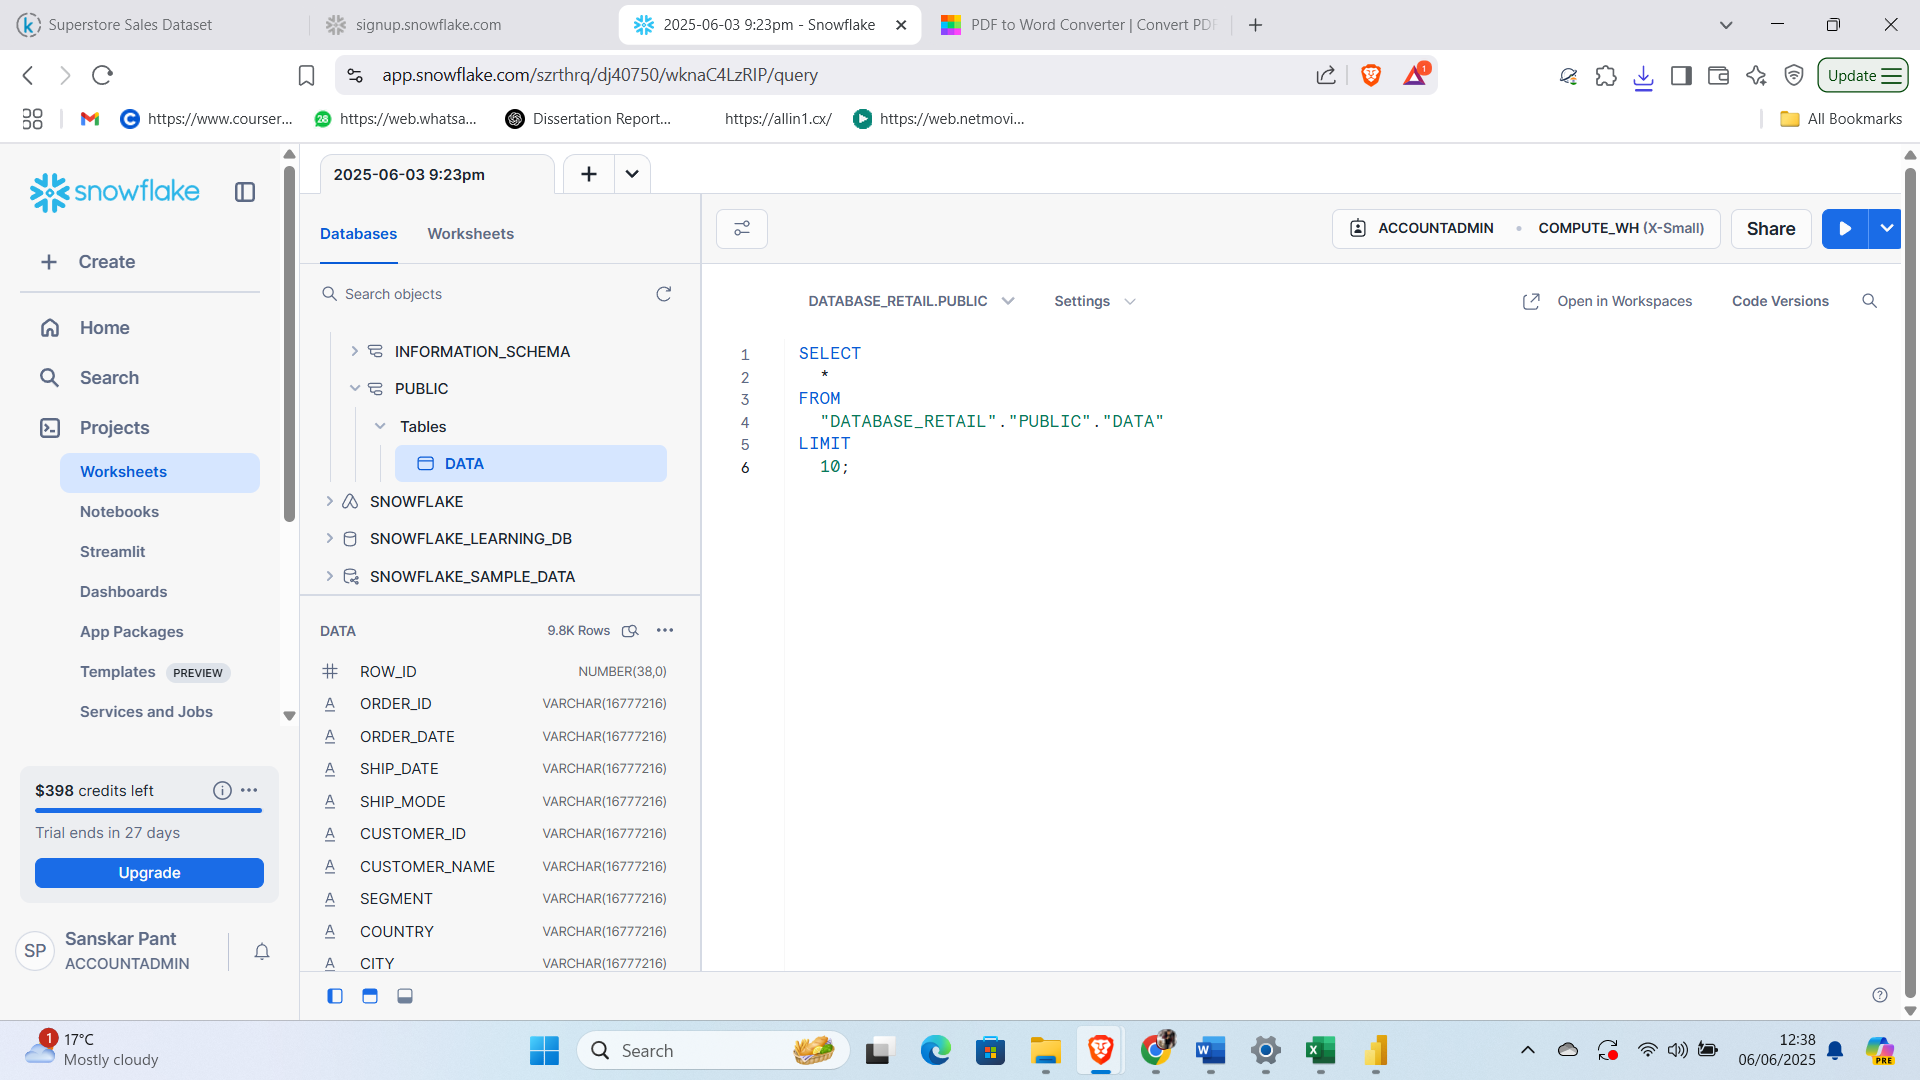 Superstore Sales Dataset
signup.snowflake.com
2025-06-03 9:23pm - Snowflake
PDF to Word Converter | Convert PDF
app.snowflake.com/szrthrq/dj40750/wknaC4LzRIP/query
1
Update
https://www.courser...
28
https://web.whatsa...
Dissertation Report...
https://allin1.cx/
https://web.netmovi...
All Bookmarks
snowflake
Create
Home
Search
Projects
Worksheets
Notebooks
Streamlit
Dashboards
App Packages
Templates PREVIEW
Services and Jobs
$398 credits left
Trial ends in 27 days
Upgrade
SP
Sanskar Pant
ACCOUNTADMIN
2025-06-03 9:23pm
Databases
Worksheets
Search objects
INFORMATION_SCHEMA
PUBLIC
Tables
DATA
SNOWFLAKE
SNOWFLAKE_LEARNING_DB
SNOWFLAKE_SAMPLE_DATA
DATA 9.8K Rows
ROW_ID NUMBER(38,0)
ORDER_ID VARCHAR(16777216)
ORDER_DATE VARCHAR(16777216)
SHIP_DATE VARCHAR(16777216)
SHIP_MODE VARCHAR(16777216)
CUSTOMER_ID VARCHAR(16777216)
CUSTOMER_NAME VARCHAR(16777216)
SEGMENT VARCHAR(16777216)
COUNTRY VARCHAR(16777216)
CITY VARCHAR(16777216)
ACCOUNTADMIN COMPUTE_WH (X-Small)
Share
DATABASE_RETAIL.PUBLIC
Settings
Open in Workspaces
Code Versions
1 SELECT
2 *
3 FROM
4 "DATABASE_RETAIL"."PUBLIC"."DATA"
5 LIMIT
6 10;
1
17°C
Mostly cloudy
Search
12:38
06/06/2025
PRE